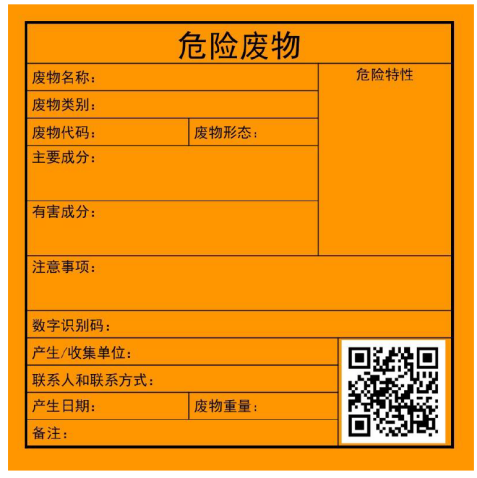 危险废物
废物名称：
危险特性
废物类别：
废物代码：
废物形态：
主要成分：
有害成分：
注意事项：
数字识别码：
产生/收集单位：
联系人和联系方式：
产生日期：
废物重量：
备注：